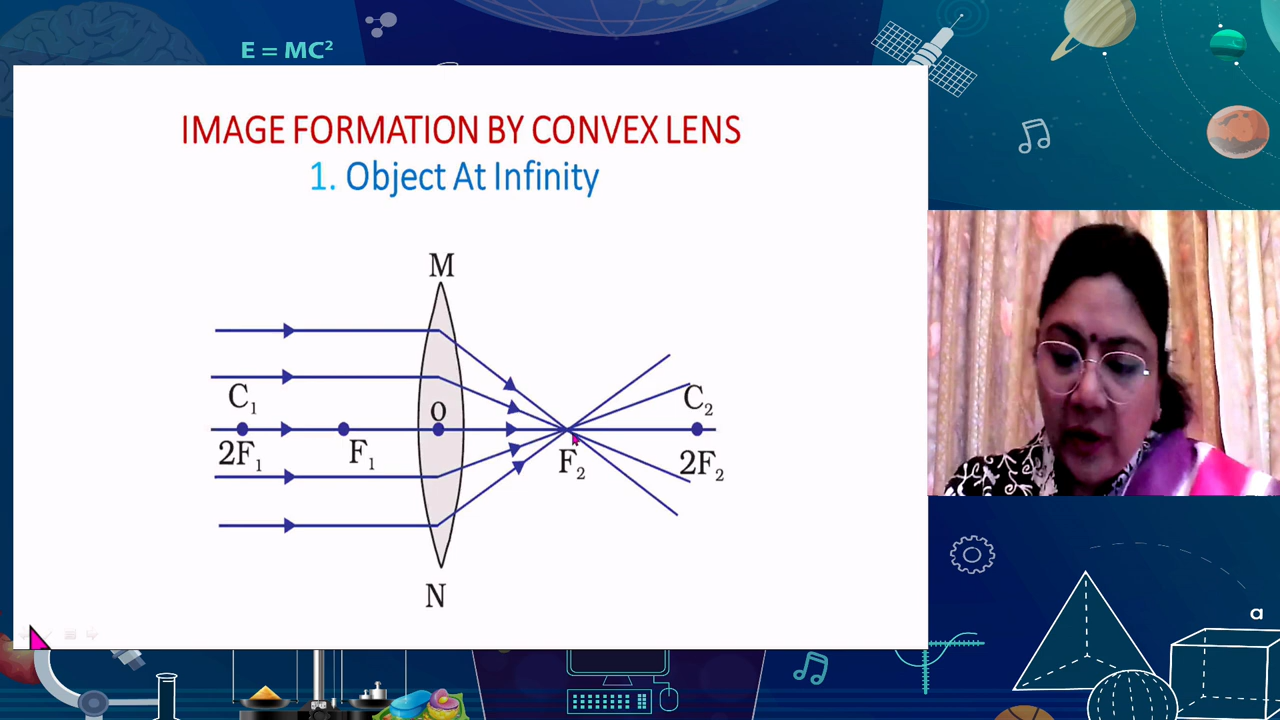 E = MC²
IMAGE FORMATION BY CONVEX LENS
1. Object At Infinity
M
C₁
O
C₂
2F₁
F₁
F₂
2F₂
N
a